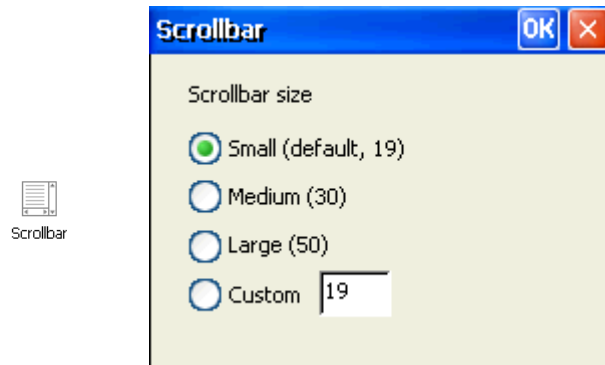 Scrollbar
OK
Scrollbar size
Small (default, 19)
Medium (30)
Large (50)
Custom 19
Scrollbar